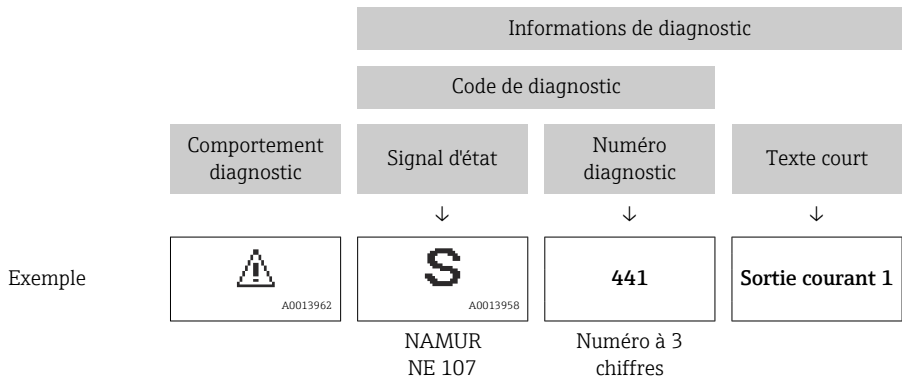 Informations de diagnostic
Code de diagnostic
Comportement
diagnostic
Signal d'état
Numéro
diagnostic
Texte court
↓ ↓ ↓
Exemple
A0013962
S
A0013958
441
Sortie courant 1
NAMUR
NE 107
Numéro à 3
chiffres